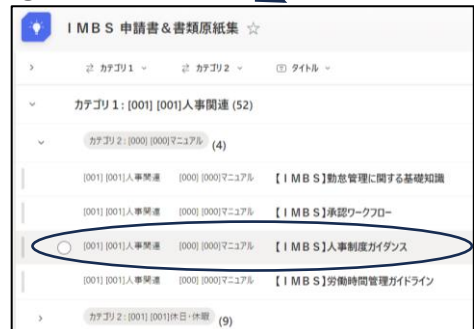 IMBS 申請書&書類原紙集
カテゴリ1 カテゴリ2 タイトル
カテゴリ1: [001] [001]人事関連 (52)
カテゴリ2: [000] [000]マニュアル (4)
[001] [001]人事関連 [000] [000]マニュアル 【IMBS】勤怠管理に関する基礎知識
[001] [001]人事関連 [000] [000]マニュアル 【IMBS】承認ワークフロー
[001] [001]人事関連 [000] [000]マニュアル 【IMBS】人事制度ガイダンス
[001] [001]人事関連 [000] [000]マニュアル 【IMBS】労働時間管理ガイドライン
カテゴリ2: [001] [001]休日・休暇 (9)